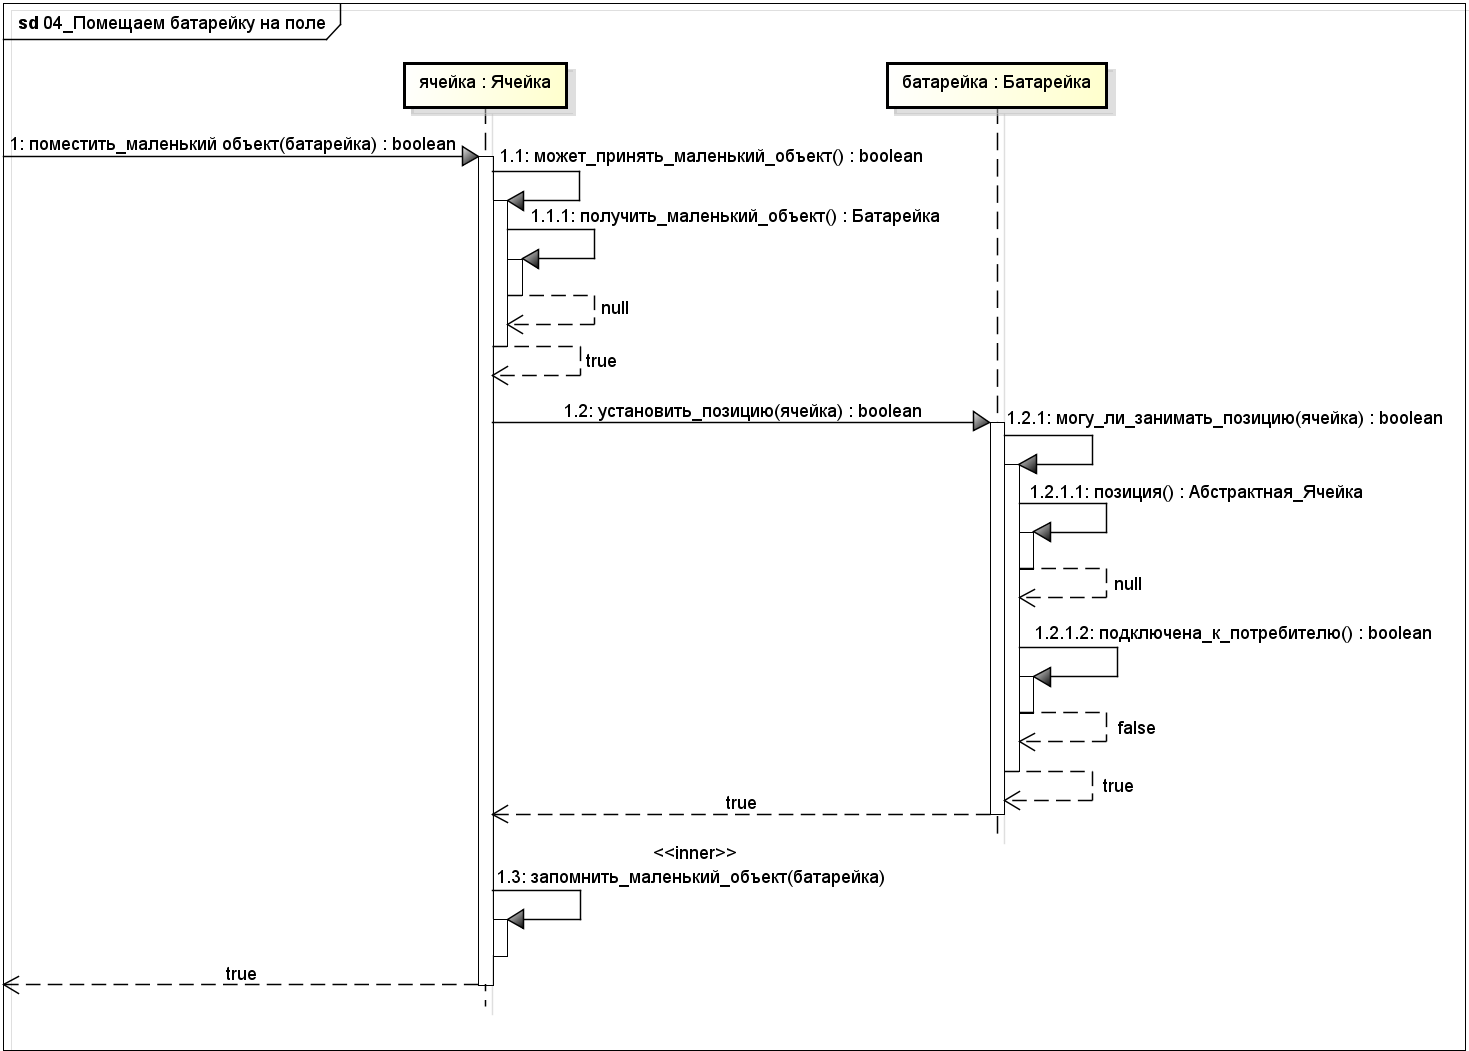 sd 04_Помещаем батарейку на поле
ячейка : Ячейка
батарейка : Батарейка
1: поместить_маленький объект(батарейка) : boolean
1.1: может_принять_маленький_объект() : boolean
1.1.1: получить_маленький_объект() : Батарейка
null
true
1.2: установить_позицию(ячейка) : boolean
1.2.1: могу_ли_занимать_позицию(ячейка) : boolean
1.2.1.1: позиция() : Абстрактная_Ячейка
null
1.2.1.2: подключена_к_потребителю() : boolean
false
true
true
<<inner>>
1.3: запомнить_маленький_объект(батарейка)
true